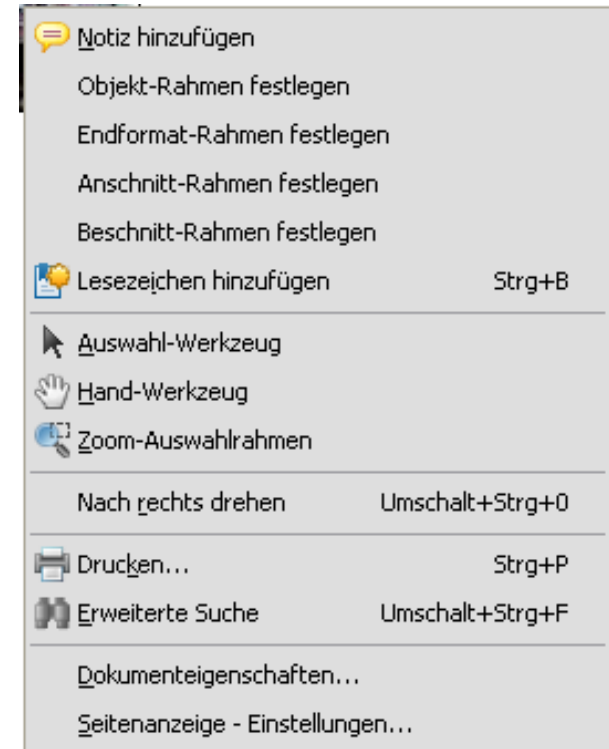 Notiz hinzufügen
Objekt-Rahmen festlegen
Endformat-Rahmen festlegen
Anschnitt-Rahmen festlegen
Beschnitt-Rahmen festlegen
Lesezeichen hinzufügen Strg+B
Auswahl-Werkzeug
Hand-Werkzeug
Zoom-Auswahlrahmen
Nach rechts drehen Umschalt+Strg+0
Drucken... Strg+P
Erweiterte Suche Umschalt+Strg+F
Dokumenteigenschaften...
Seitenanzeige - Einstellungen...